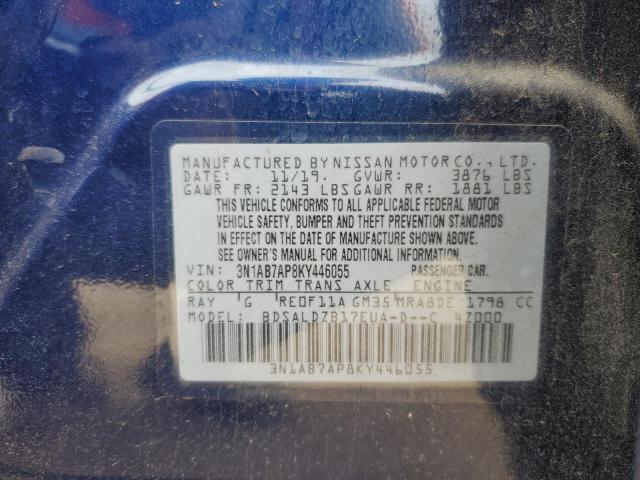 MANUFACTURED BY NISSAN MOTOR CO., LTD.
DATE: 11/19. GVWR: 3876 LBS
GAWR FR: 2143 LBS GAWR RR: 1881 LBS
THIS VEHICLE CONFORMS TO ALL APPLICABLE FEDERAL MOTOR
VEHICLE SAFETY, BUMPER AND THEFT PREVENTION STANDARDS
IN EFFECT ON THE DATE OF MANUFACTURE SHOWN ABOVE.
SEE OWNER'S MANUAL FOR ADDITIONAL INFORMATION.
VIN: 3N1AB7AP8KY446055 PASSENGER CAR.
COLOR TRIM TRANS AXLE ENGINE
RAY G RE0F11A GM35 MRA8DE 1798 CC
MODEL: BDSALDZB17EUA-D--C 4Z000
3N1AB7AP8KY446055